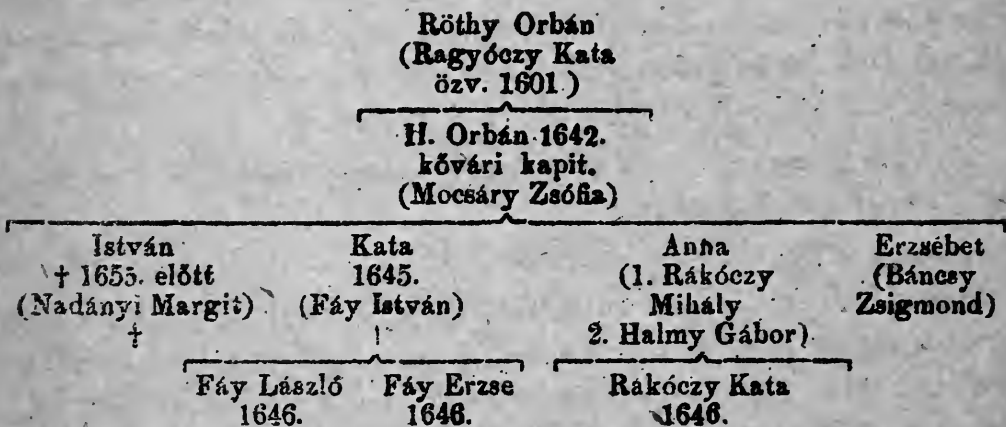 Röthy Orbán
(Ragyóczy Kata
özv. 1601.)
H. Orbán 1642.
kővári kapit.
(Mocsáry Zsófia)
István Kata Anna Erzsébet
† 1655. előtt 1645. (1. Rákóczy (Báncsy
(Nadányi Margit) (Fáy István) Mihály Zsigmond)
† 2. Halmy Gábor)
Fáy László Fáy Erzse Rákóczy Kata
1646. 1646. 1646.